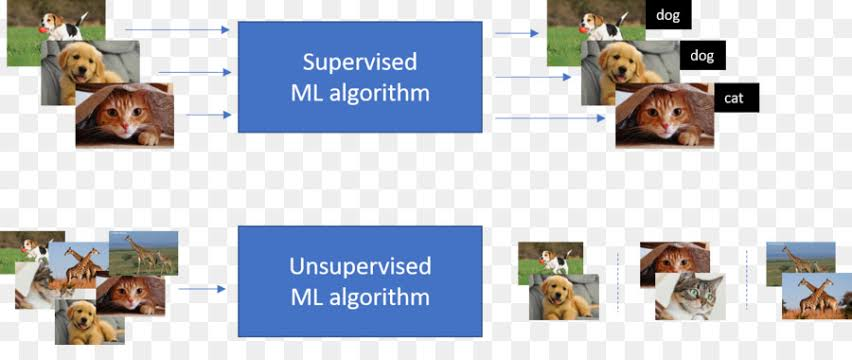 dog
Supervised
ML algorithm
dog
cat
Unsupervised
ML algorithm